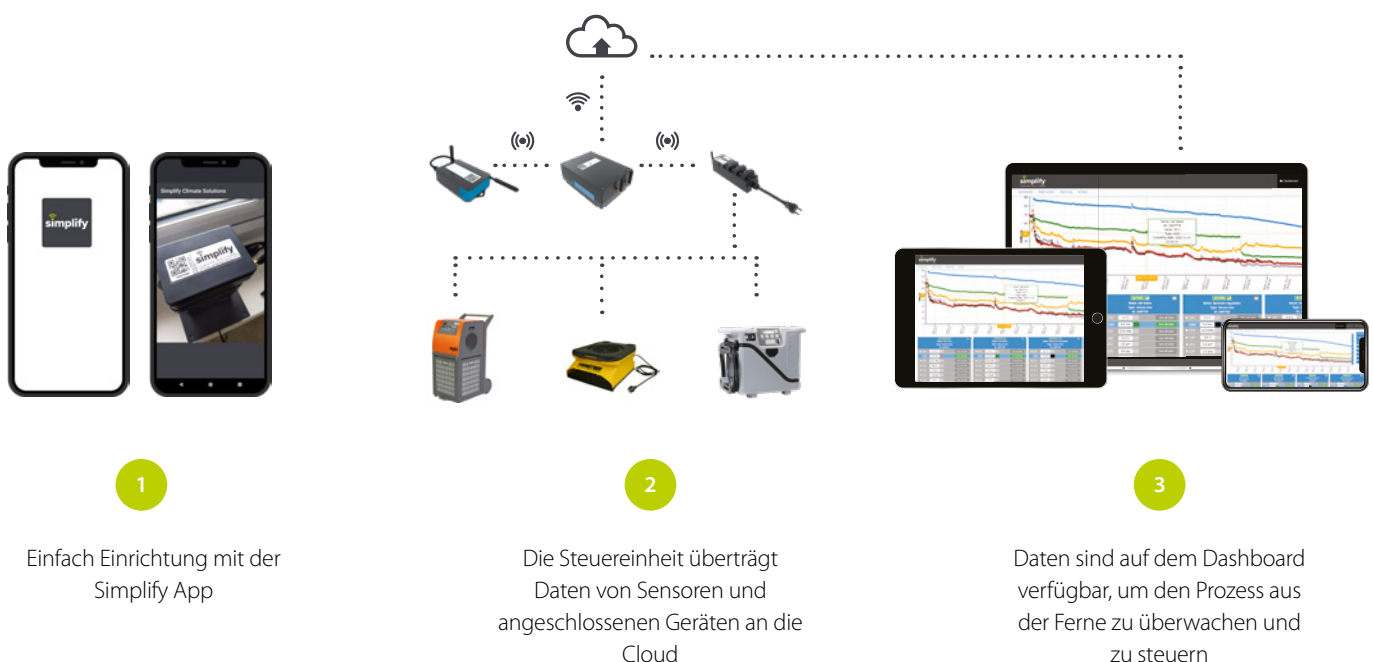 simplify
Simplify Climate Solutions
simplify
simplify
simplify
1
Einfach Einrichtung mit der
Simplify App
2
Die Steuereinheit überträgt
Daten von Sensoren und
angeschlossenen Geräten an die
Cloud
3
Daten sind auf dem Dashboard
verfügbar, um den Prozess aus
der Ferne zu überwachen und
zu steuern